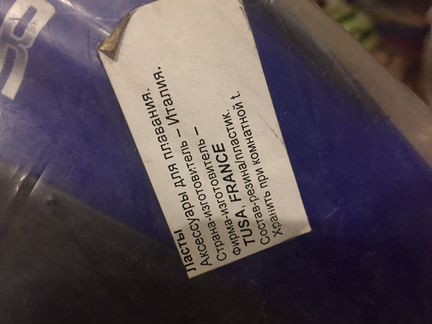 Ласты
Аксессуары для плавания.
Страна-изготовитель – Италия.
Фирма-изготовитель –
TUSA, FRANCE
Состав-резина/пластик.
Хранить при комнатной t.